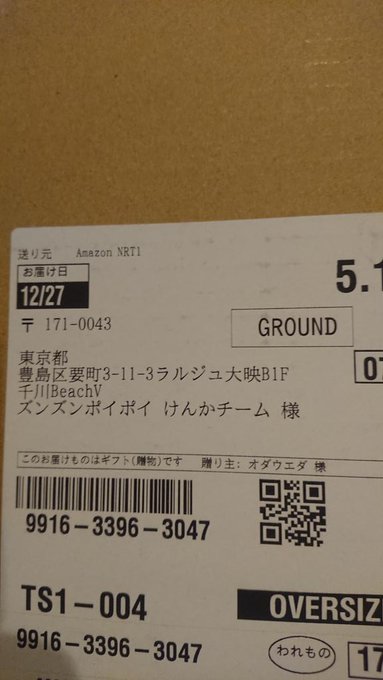 送り元 Amazon NRT1
お届け日
12/27
5.1
〒 171-0043
GROUND
東京都
豊島区要町3-11-3ラルジュ大映B1F
千川BeachV
ズンズンポイポイ けんかチーム 様
このお届けものはギフト(贈物)です 贈り主: オダウエダ 様
9916-3396-3047
TS1-004
OVERSIZ
9916-3396-3047
われもの
17